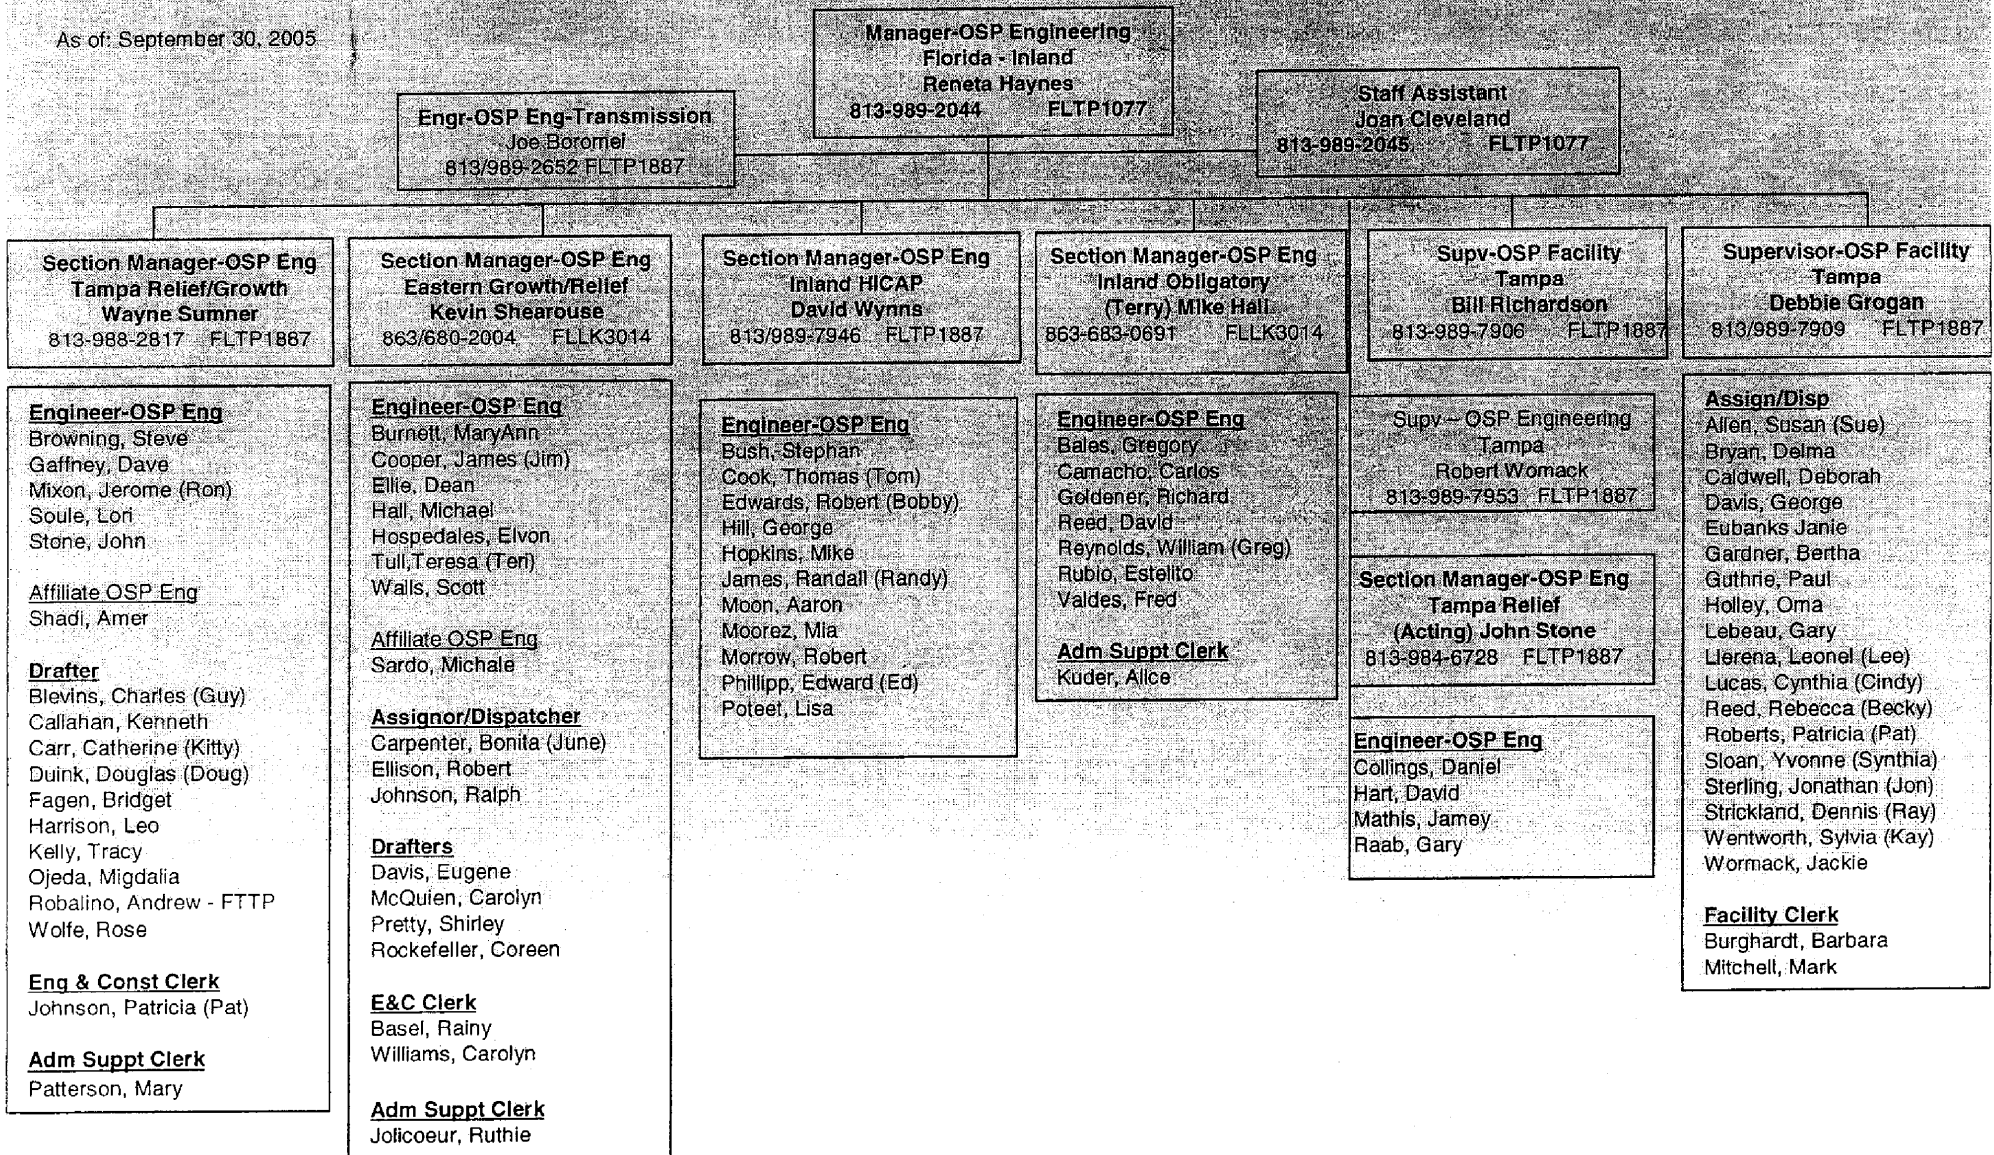 As of: September 30, 2005
Manager-OSP Engineering
Florida - Inland
Reneta Haynes
813-989-2044 FLTP1077
Staff Assistant
Joan Cleveland
813-989-2045 FLTP1077
Engr-OSP Eng-Transmission
Joe Boromei
813/989-2652 FLTP1887
Section Manager-OSP Eng
Tampa Relief/Growth
Wayne Sumner
813-988-2817 FLTP1887
Section Manager-OSP Eng
Eastern Growth/Relief
Kevin Shearouse
863/680-2004 FLLK3014
Section Manager-OSP Eng
Inland HICAP
David Wynns
813/989-7946 FLTP1887
Section Manager-OSP Eng
Inland Obligatory
(Terry) Mike Hall
863-683-0691 FLLK3014
Supv-OSP Facility
Tampa
Bill Richardson
813-989-7906 FLTP1887
Supervisor-OSP Facility
Tampa
Debbie Grogan
813/989-7909 FLTP1887
Engineer-OSP Eng
Browning, Steve
Gaffney, Dave
Mixon, Jerome (Ron)
Soule, Lori
Stone, John
Affiliate OSP Eng
Shadi, Amer
Drafter
Blevins, Charles (Guy)
Callahan, Kenneth
Carr, Catherine (Kitty)
Duink, Douglas (Doug)
Fagen, Bridget
Harrison, Leo
Kelly, Tracy
Ojeda, Migdalia
Robalino, Andrew - FTTP
Wolfe, Rose
Eng & Const Clerk
Johnson, Patricia (Pat)
Adm Suppt Clerk
Patterson, Mary
Engineer-OSP Eng
Burnett, MaryAnn
Cooper, James (Jim)
Ellie, Dean
Hall, Michael
Hospedales, Elvon
Tull,Teresa (Teri)
Walls, Scott
Affiliate OSP Eng
Sardo, Michale
Assignor/Dispatcher
Carpenter, Bonita (June)
Ellison, Robert
Johnson, Ralph
Drafters
Davis, Eugene
McQuien, Carolyn
Pretty, Shirley
Rockefeller, Coreen
E&C Clerk
Basel, Rainy
Williams, Carolyn
Adm Suppt Clerk
Jolicoeur, Ruthie
Engineer-OSP Eng
Bush, Stephan
Cook, Thomas (Tom)
Edwards, Robert (Bobby)
Hill, George
Hopkins, Mike
James, Randall (Randy)
Moon, Aaron
Moorez, Mia
Morrow, Robert
Phillipp, Edward (Ed)
Poteet, Lisa
Engineer-OSP Eng
Bales, Gregory
Camacho, Carlos
Goldener, Richard
Reed, David
Reynolds, William (Greg)
Rubio, Estelito
Valdes, Fred
Adm Suppt Clerk
Kuder, Alice
Supv – OSP Engineering
Tampa
Robert Womack
813-989-7953 FLTP1887
Section Manager-OSP Eng
Tampa Relief
(Acting) John Stone
813-984-6728 FLTP1887
Engineer-OSP Eng
Collings, Daniel
Hart, David
Mathis, Jamey
Raab, Gary
Assign/Disp
Allen, Susan (Sue)
Bryan, Delma
Caldwell, Deborah
Davis, George
Eubanks Janie
Gardner, Bertha
Guthrie, Paul
Holley, Oma
Lebeau, Gary
Llerena, Leonel (Lee)
Lucas, Cynthia (Cindy)
Reed, Rebecca (Becky)
Roberts, Patricia (Pat)
Sloan, Yvonne (Synthia)
Sterling, Jonathan (Jon)
Strickland, Dennis (Ray)
Wentworth, Sylvia (Kay)
Wormack, Jackie
Facility Clerk
Burghardt, Barbara
Mitchell, Mark